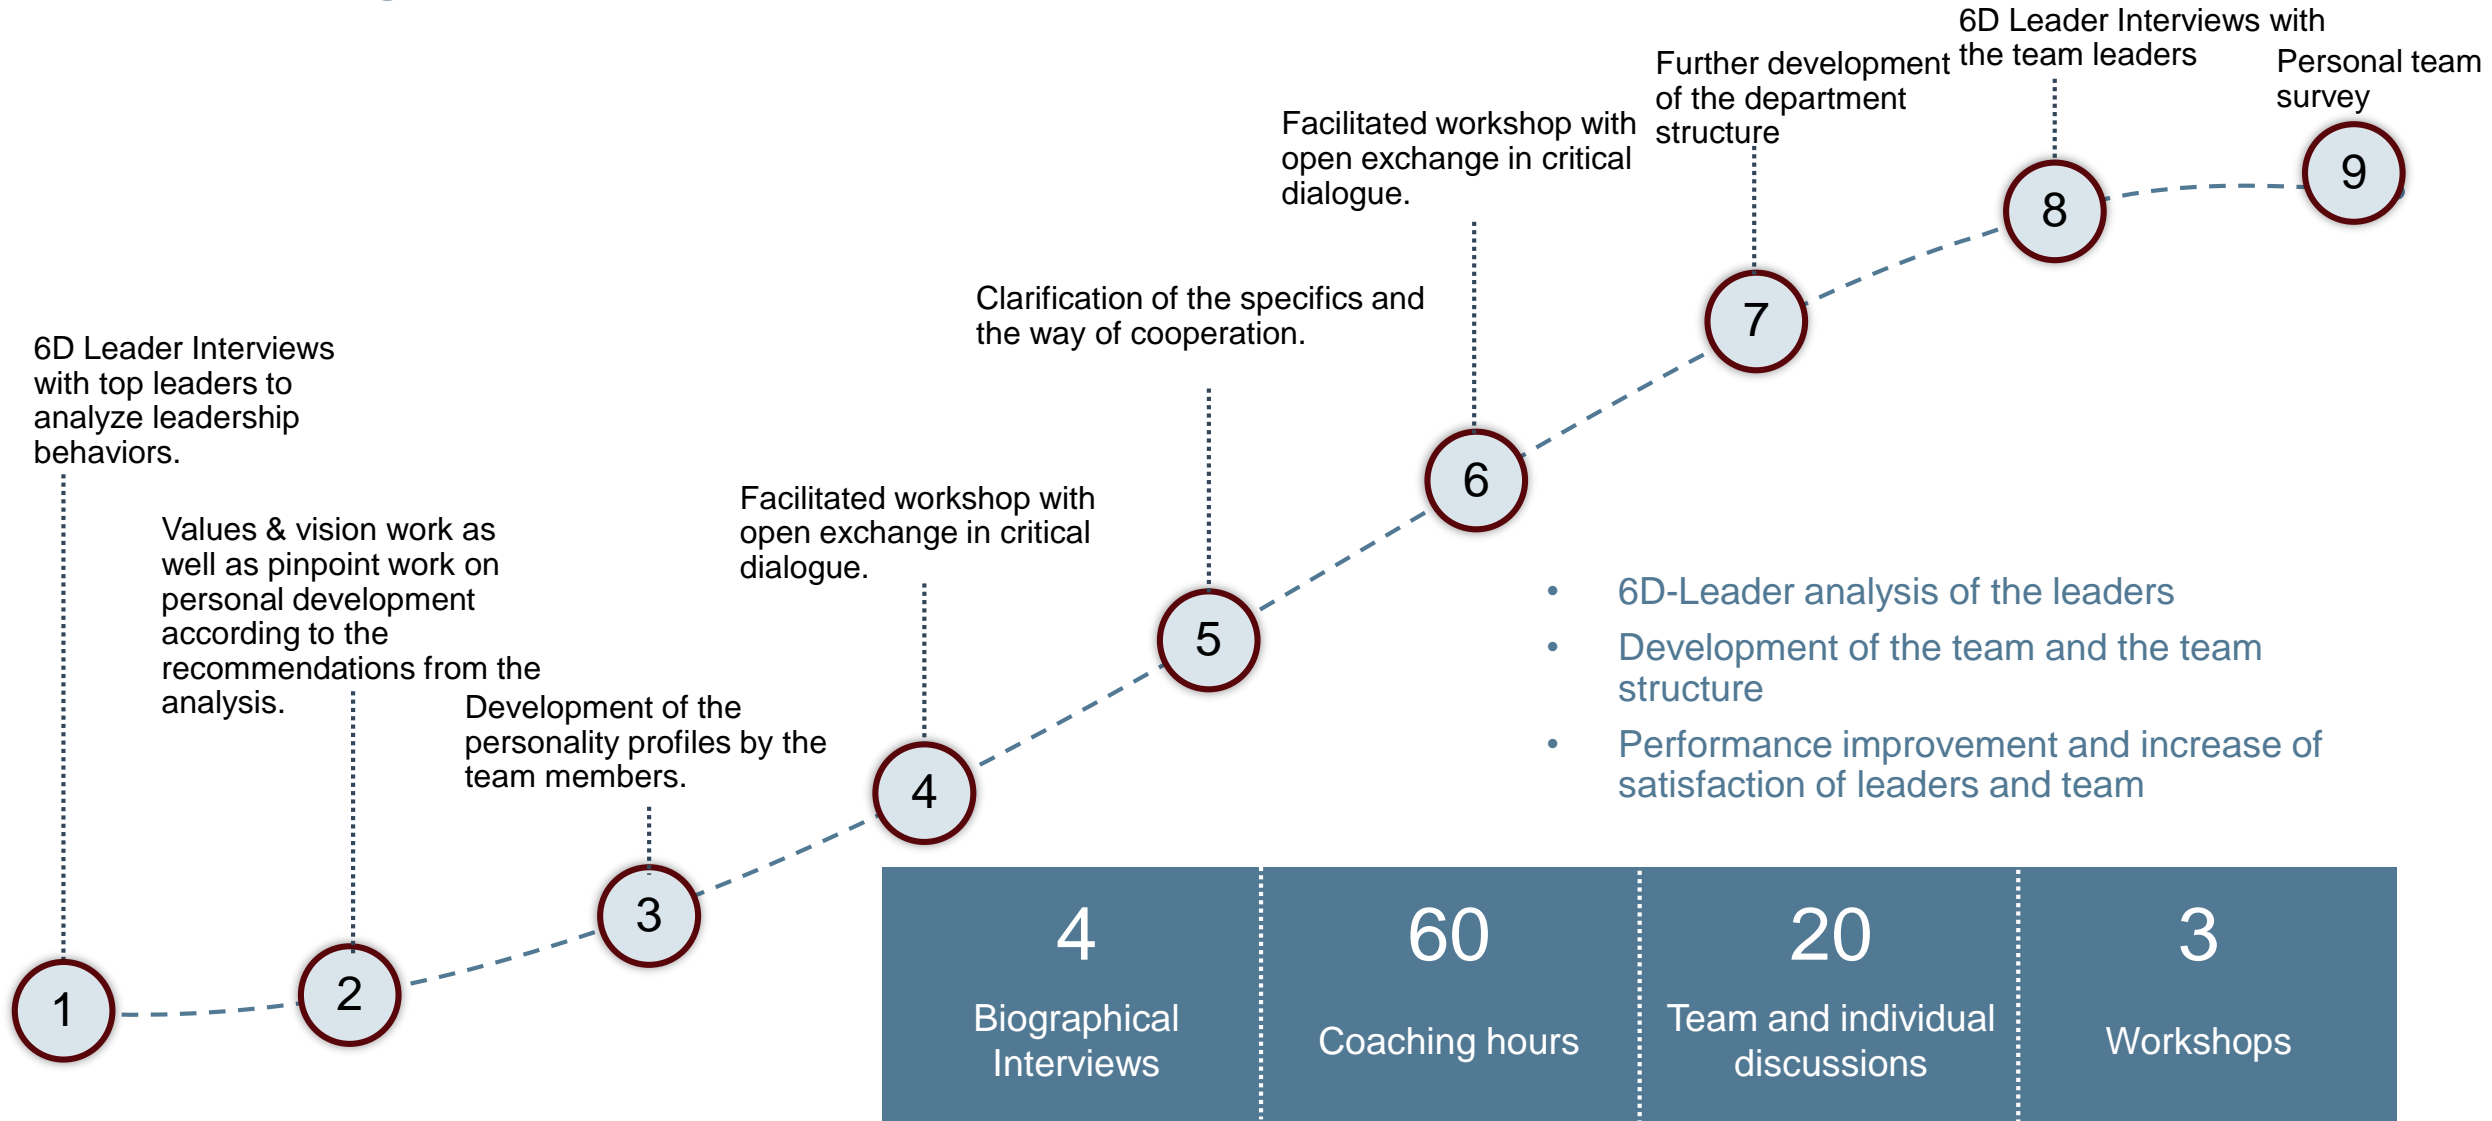 6D Leader Interviews
with top leaders to
analyze leadership
behaviors.
1
Values & vision work as
well as pinpoint work on
personal development
according to the
recommendations from the
analysis.
2
Development of the
personality profiles by the
team members.
3
Facilitated workshop with
open exchange in critical
dialogue.
4
Clarification of the specifics and
the way of cooperation.
5
Facilitated workshop with
open exchange in critical
dialogue.
6
Further development
of the department
structure
7
6D Leader Interviews with
the team leaders
8
Personal team
survey
9
• 6D-Leader analysis of the leaders
• Development of the team and the team
structure
• Performance improvement and increase of
satisfaction of leaders and team
4
Biographical
Interviews
60
Coaching hours
20
Team and individual
discussions
3
Workshops